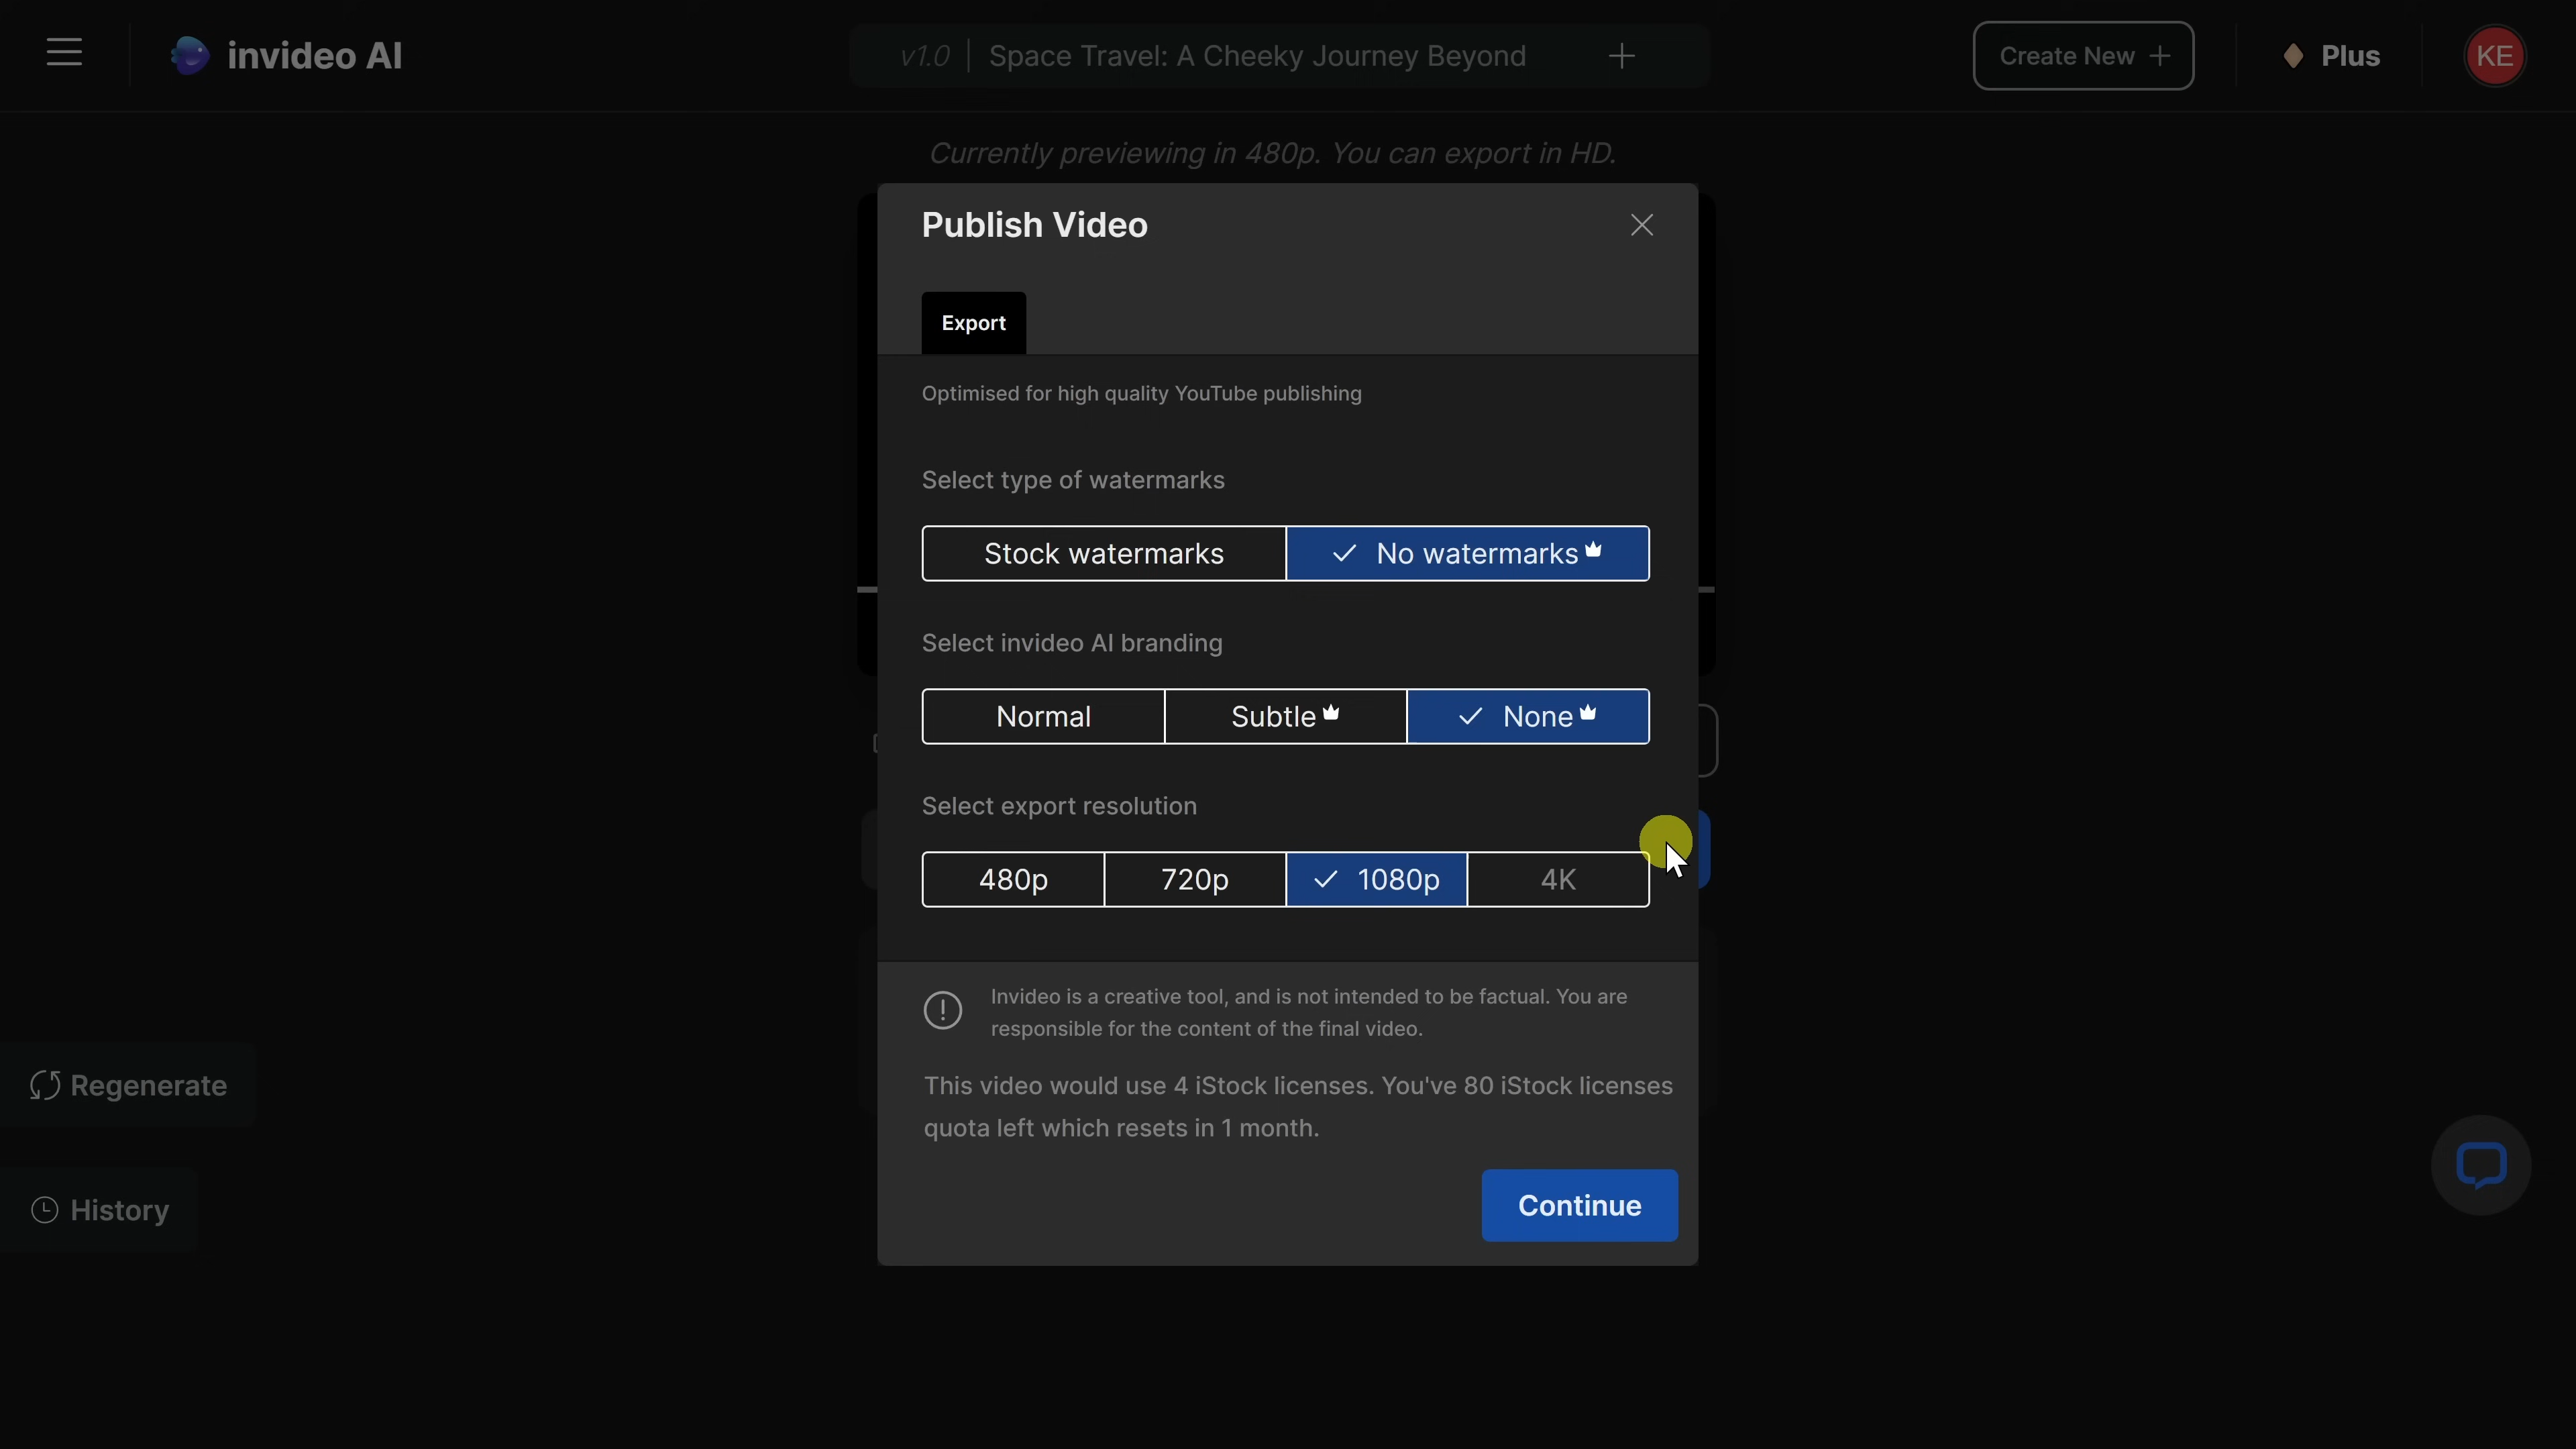 invideo AI
v1.0 | Space Travel: A Cheeky Journey Beyond
Create New +
Plus
KE
Currently previewing in 480p. You can export in HD.
Publish Video
Export
Optimised for high quality YouTube publishing
Select type of watermarks
Stock watermarks
No watermarks
Select invideo AI branding
Normal
Subtle
None
Select export resolution
480p
720p
1080p
4K
Invideo is a creative tool, and is not intended to be factual. You are
responsible for the content of the final video.
This video would use 4 iStock licenses. You've 80 iStock licenses
quota left which resets in 1 month.
Continue
Regenerate
History